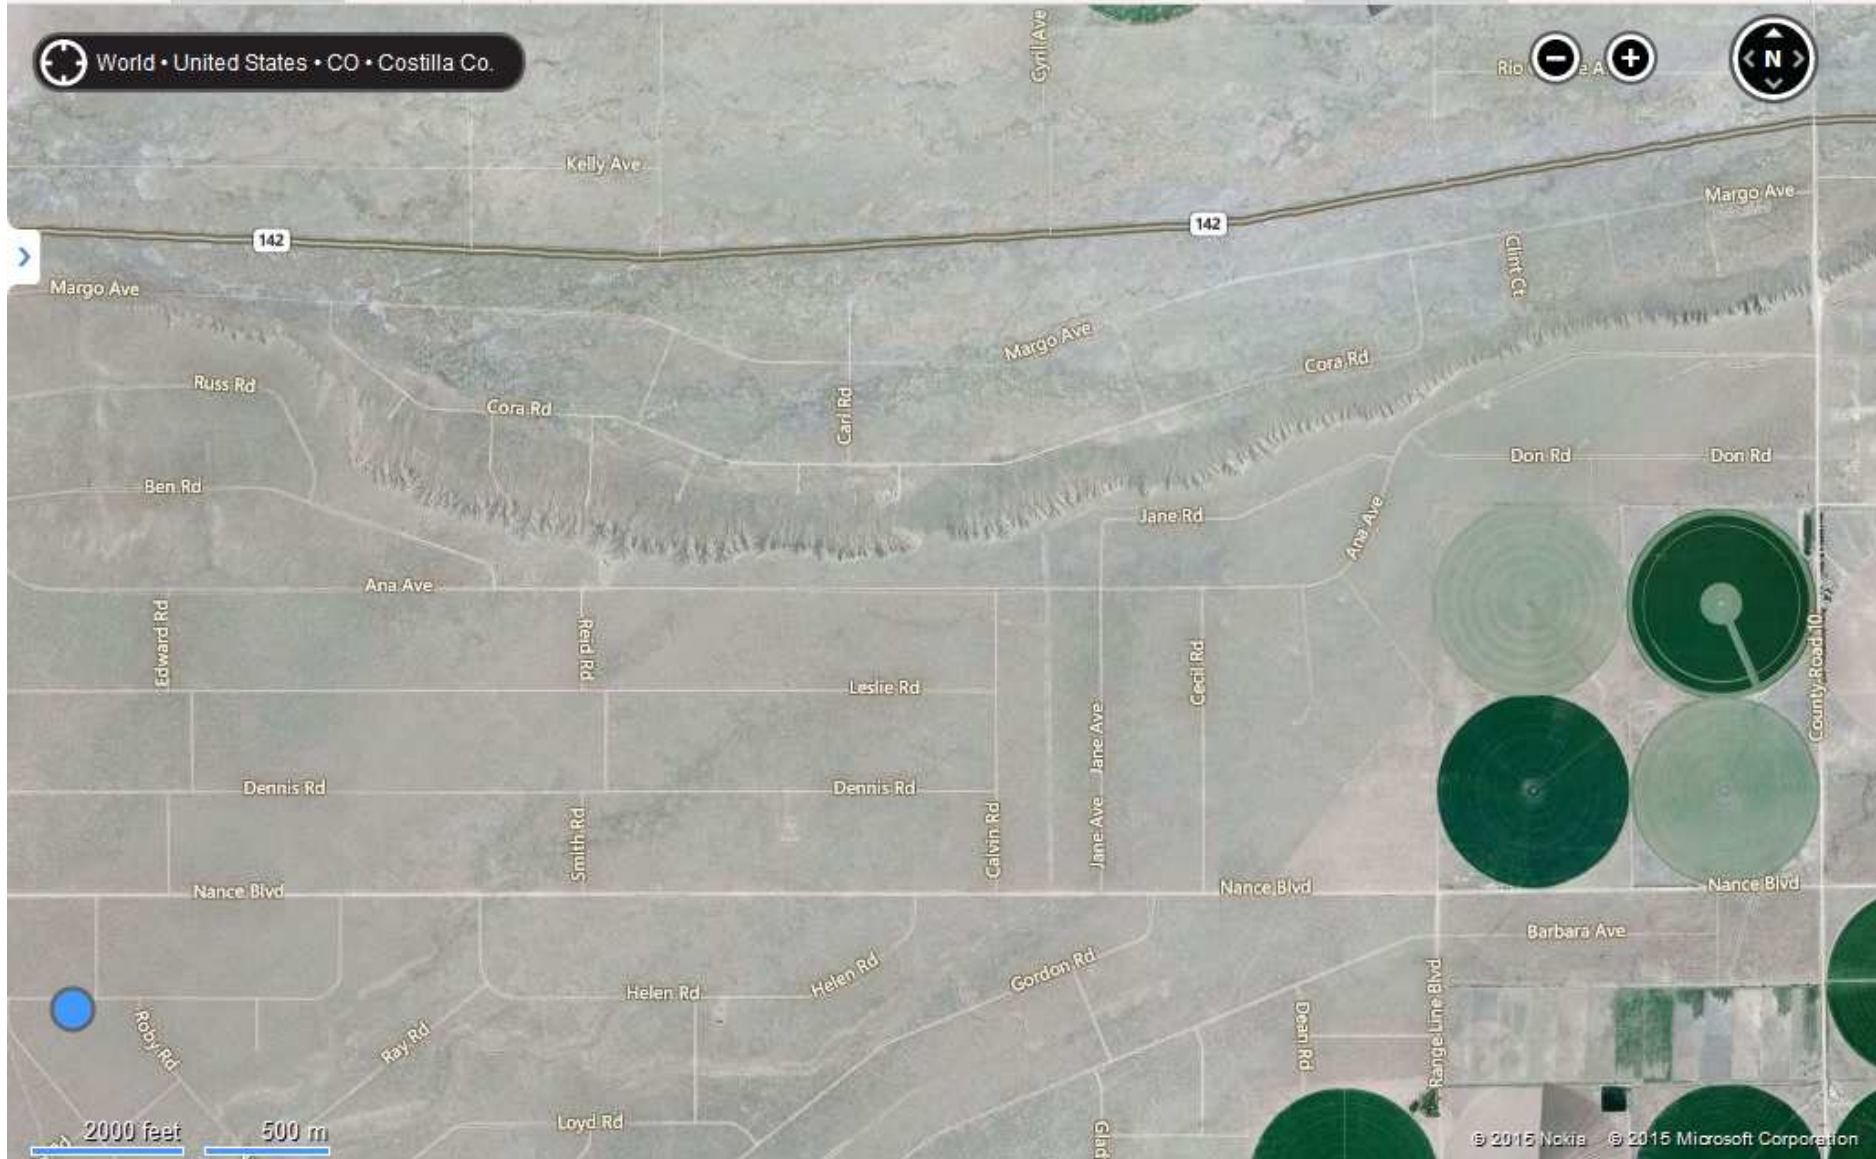 Cyril Ave
World • United States • CO • Costilla Co.
Rio
N
Kelly Ave
Margo Ave
142
142
Clint Ct
Margo Ave
Margo Ave
Cora Rd
Russ Rd
Cora Rd
Carl Rd
Don Rd
Don Rd
Ben Rd
Jane Rd
Ana Ave
Ana Ave
Edward Rd
Reid Rd
Cecil Rd
County Road 10
Leslie Rd
Jane Ave
Jane Ave
Dennis Rd
Dennis Rd
Smith Rd
Calvin Rd
Nance Blvd
Nance Blvd
Nance Blvd
Barbara Ave
Helen Rd
Helen Rd
Gordon Rd
Range Line Blvd
Dean Rd
Roby Rd
Ray Rd
Loyd Rd
Glad
2000 feet
500 m
© 2015 Nokia © 2015 Microsoft Corporation